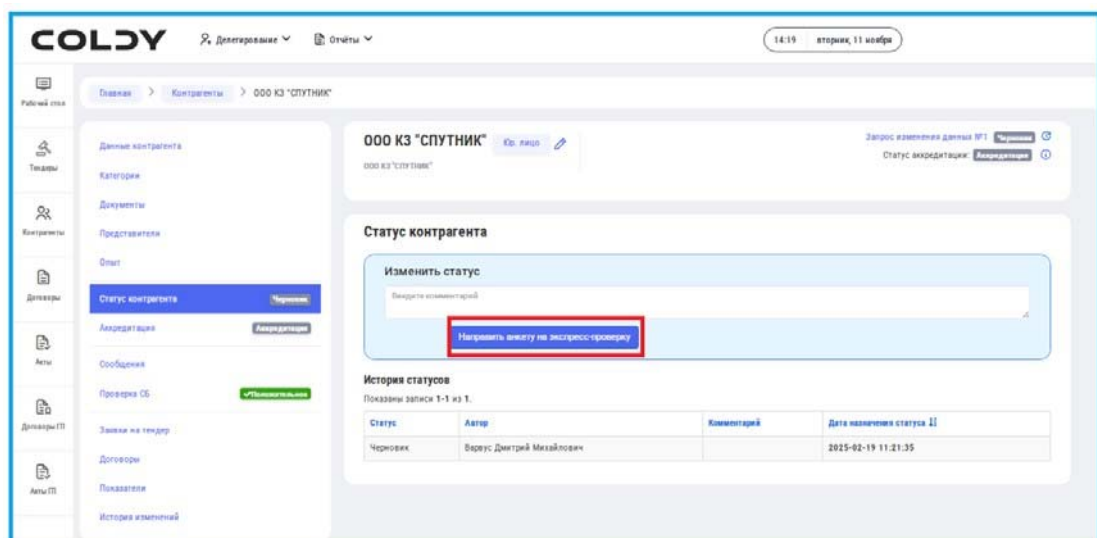 COLDY
Делегирование
Отчёты
14:19 вторник, 11 ноября
Рабочий стол
Тендеры
Контрагенты
Договоры
Акты
Договоры ГП
Акты ГП
Главная > Контрагенты > ООО КЗ "СПУТНИК"
Данные контрагента
Категории
Документы
Представители
Опыт
Статус контрагента Черновик
Аккредитация Аккредитация
Сообщения
Проверка СБ Положительное
Заявки на тендер
Договоры
Показатели
История изменений
ООО КЗ "СПУТНИК" Юр. лицо
ООО КЗ "СПУТНИК"
Запрос изменения данных №1 Черновик
Статус аккредитации: Аккредитация
Статус контрагента
Изменить статус
Введите комментарий
Направить анкету на экспресс-проверку
История статусов
Показаны записи 1-1 из 1.
Статус Автор Комментарий Дата назначения статуса
Черновик Варвус Дмитрий Михайлович 2025-02-19 11:21:35